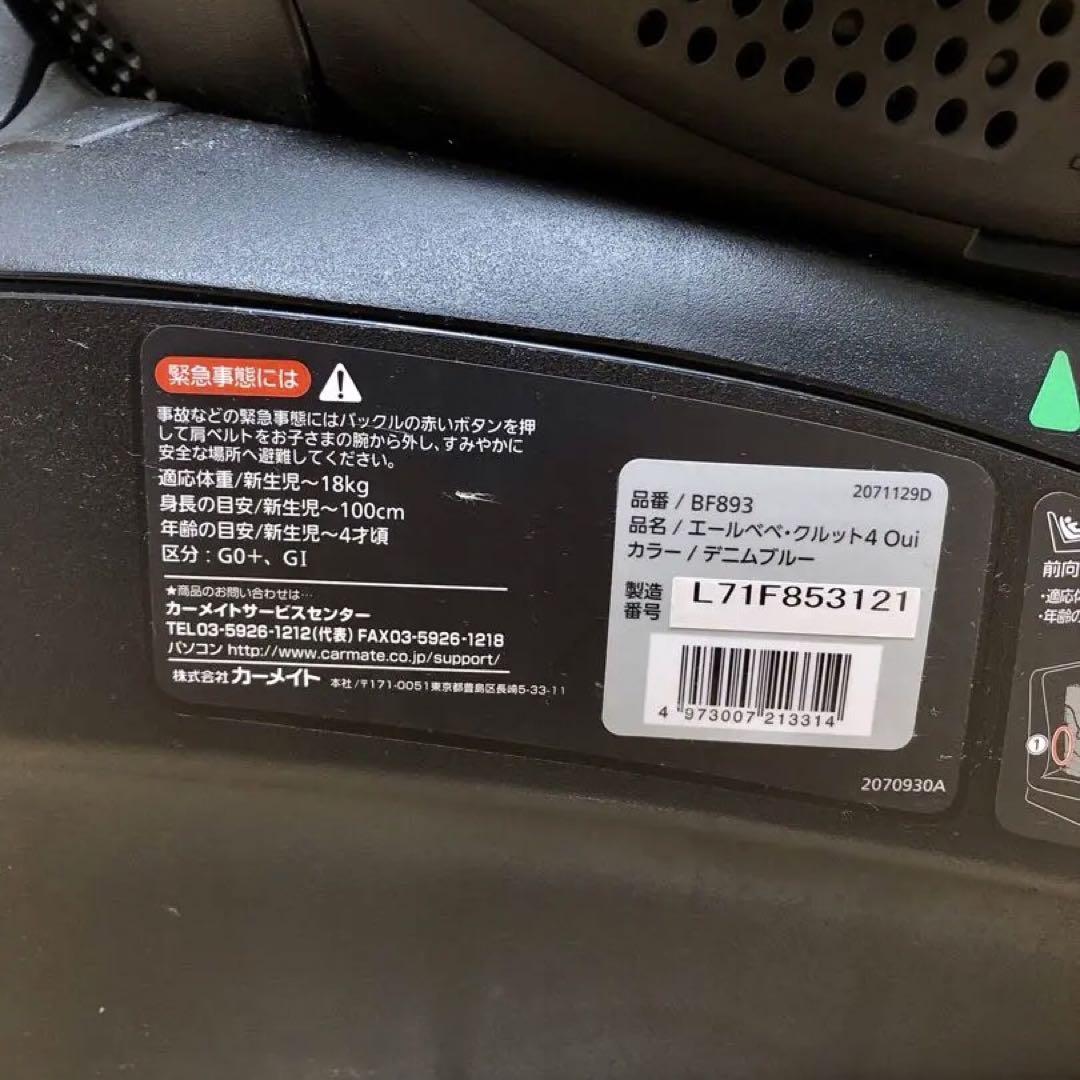 緊急事態には
事故などの緊急事態にはバックルの赤いボタンを押
して肩ベルトをお子さまの腕から外し、すみやかに
安全な場所へ避難してください。
適応体重/新生児～18kg
身長の目安/新生児～100cm
年齢の目安/新生児～4才頃
区分：G0＋、GI
★商品のお問い合わせは…
カーメイトサービスセンター
TEL03-5926-1212(代表) FAX03-5926-1218
パソコン http://www.carmate.co.jp/support/
株式会社 カーメイト 本社/〒171-0051東京都豊島区長崎5-33-11
2071129D
品番 / BF893
品名 / エールベベ・クルット4 Oui
カラー / デニムブルー
製造番号 L71F853121
4 973007 213314
2070930A
前向
・適応体
・年齢の
1